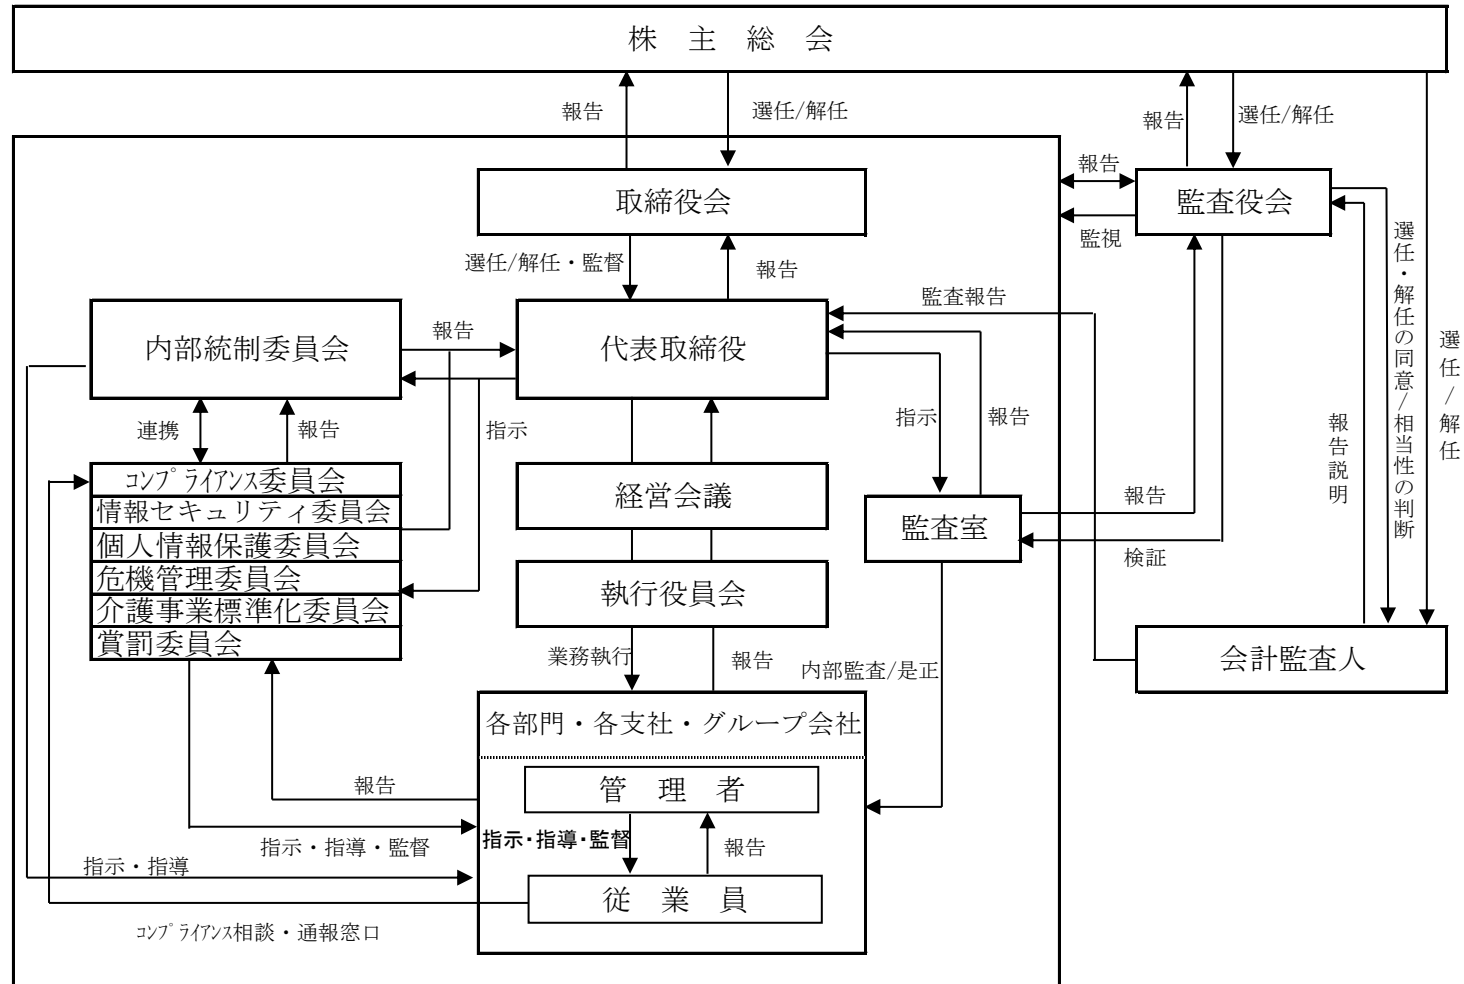 株　主　総　会
報告
選任/解任
報告
選任/解任
取締役会
報告
監視
監査役会
選任/解任・監督
報告
監査報告
内部統制委員会
報告
代表取締役
連携
報告
指示
指示
報告
選任・解任の同意/相当性の判断
選任/解任
報告説明
コンプライアンス委員会
情報セキュリティ委員会
個人情報保護委員会
危機管理委員会
介護事業標準化委員会
賞罰委員会
経営会議
監査室
報告
検証
執行役員会
業務執行
報告
内部監査/是正
会計監査人
各部門・各支社・グループ会社
管　理　者
報告
指示・指導・監督
指示・指導・監督
報告
指示・指導
従　業　員
コンプライアンス相談・通報窓口